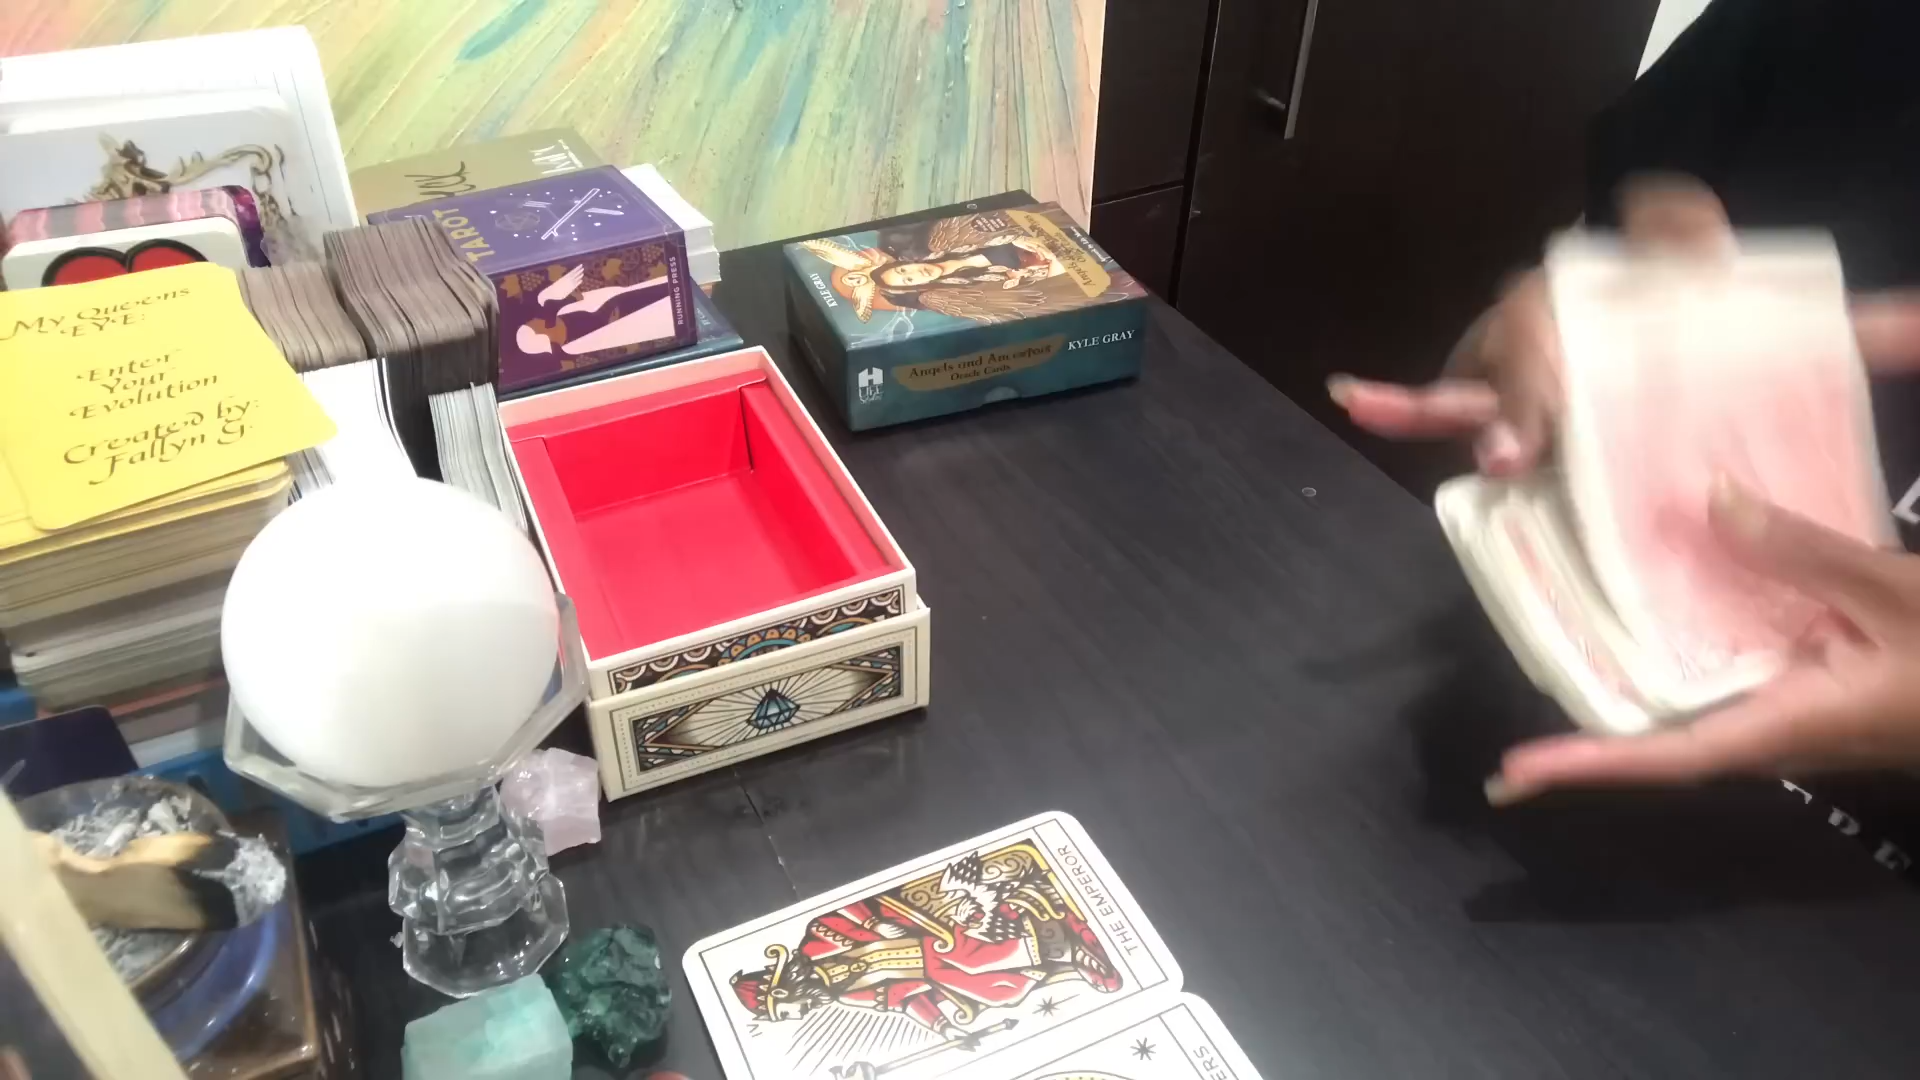 My Queens
EYE:
Enter
Your
Evolution
Created by:
Fallyn G.
TAROT
RUNNING PRESS
KYLE GRAY
Angels and Ancestors
Oracle Cards
KYLE GRAY
THE EMPEROR
IV
ERS